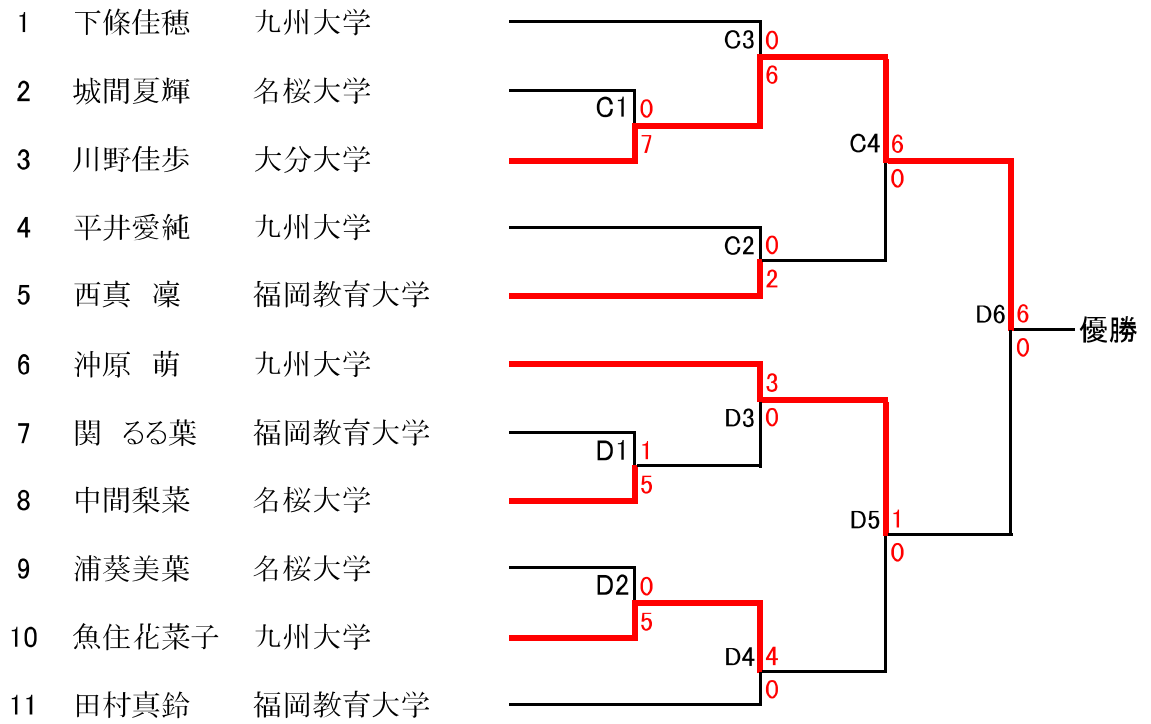 1 下條佳穂 九州大学
C3 0
6
2 城間夏輝 名桜大学
C1 0
7
3 川野佳歩 大分大学
C4 6
0
4 平井愛純 九州大学
C2 0
2
5 西真 凜 福岡教育大学
D6 6
0
優勝
6 沖原 萌 九州大学
3
D3 0
7 関 るる葉 福岡教育大学
D1 1
5
8 中間梨菜 名桜大学
D5 1
0
9 浦葵美葉 名桜大学
D2 0
5
10 魚住花菜子 九州大学
D4 4
0
11 田村真鈴 福岡教育大学